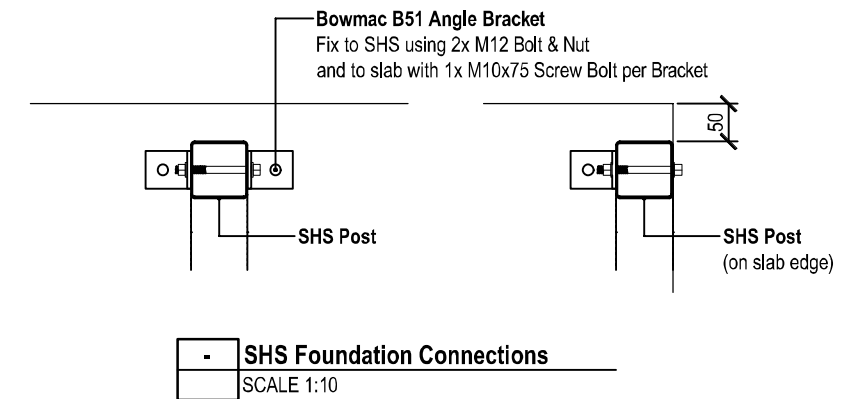 Bowmac B51 Angle Bracket
Fix to SHS using 2x M12 Bolt & Nut
and to slab with 1x M10x75 Screw Bolt per Bracket
50
SHS Post
SHS Post
(on slab edge)
- SHS Foundation Connections
SCALE 1:10